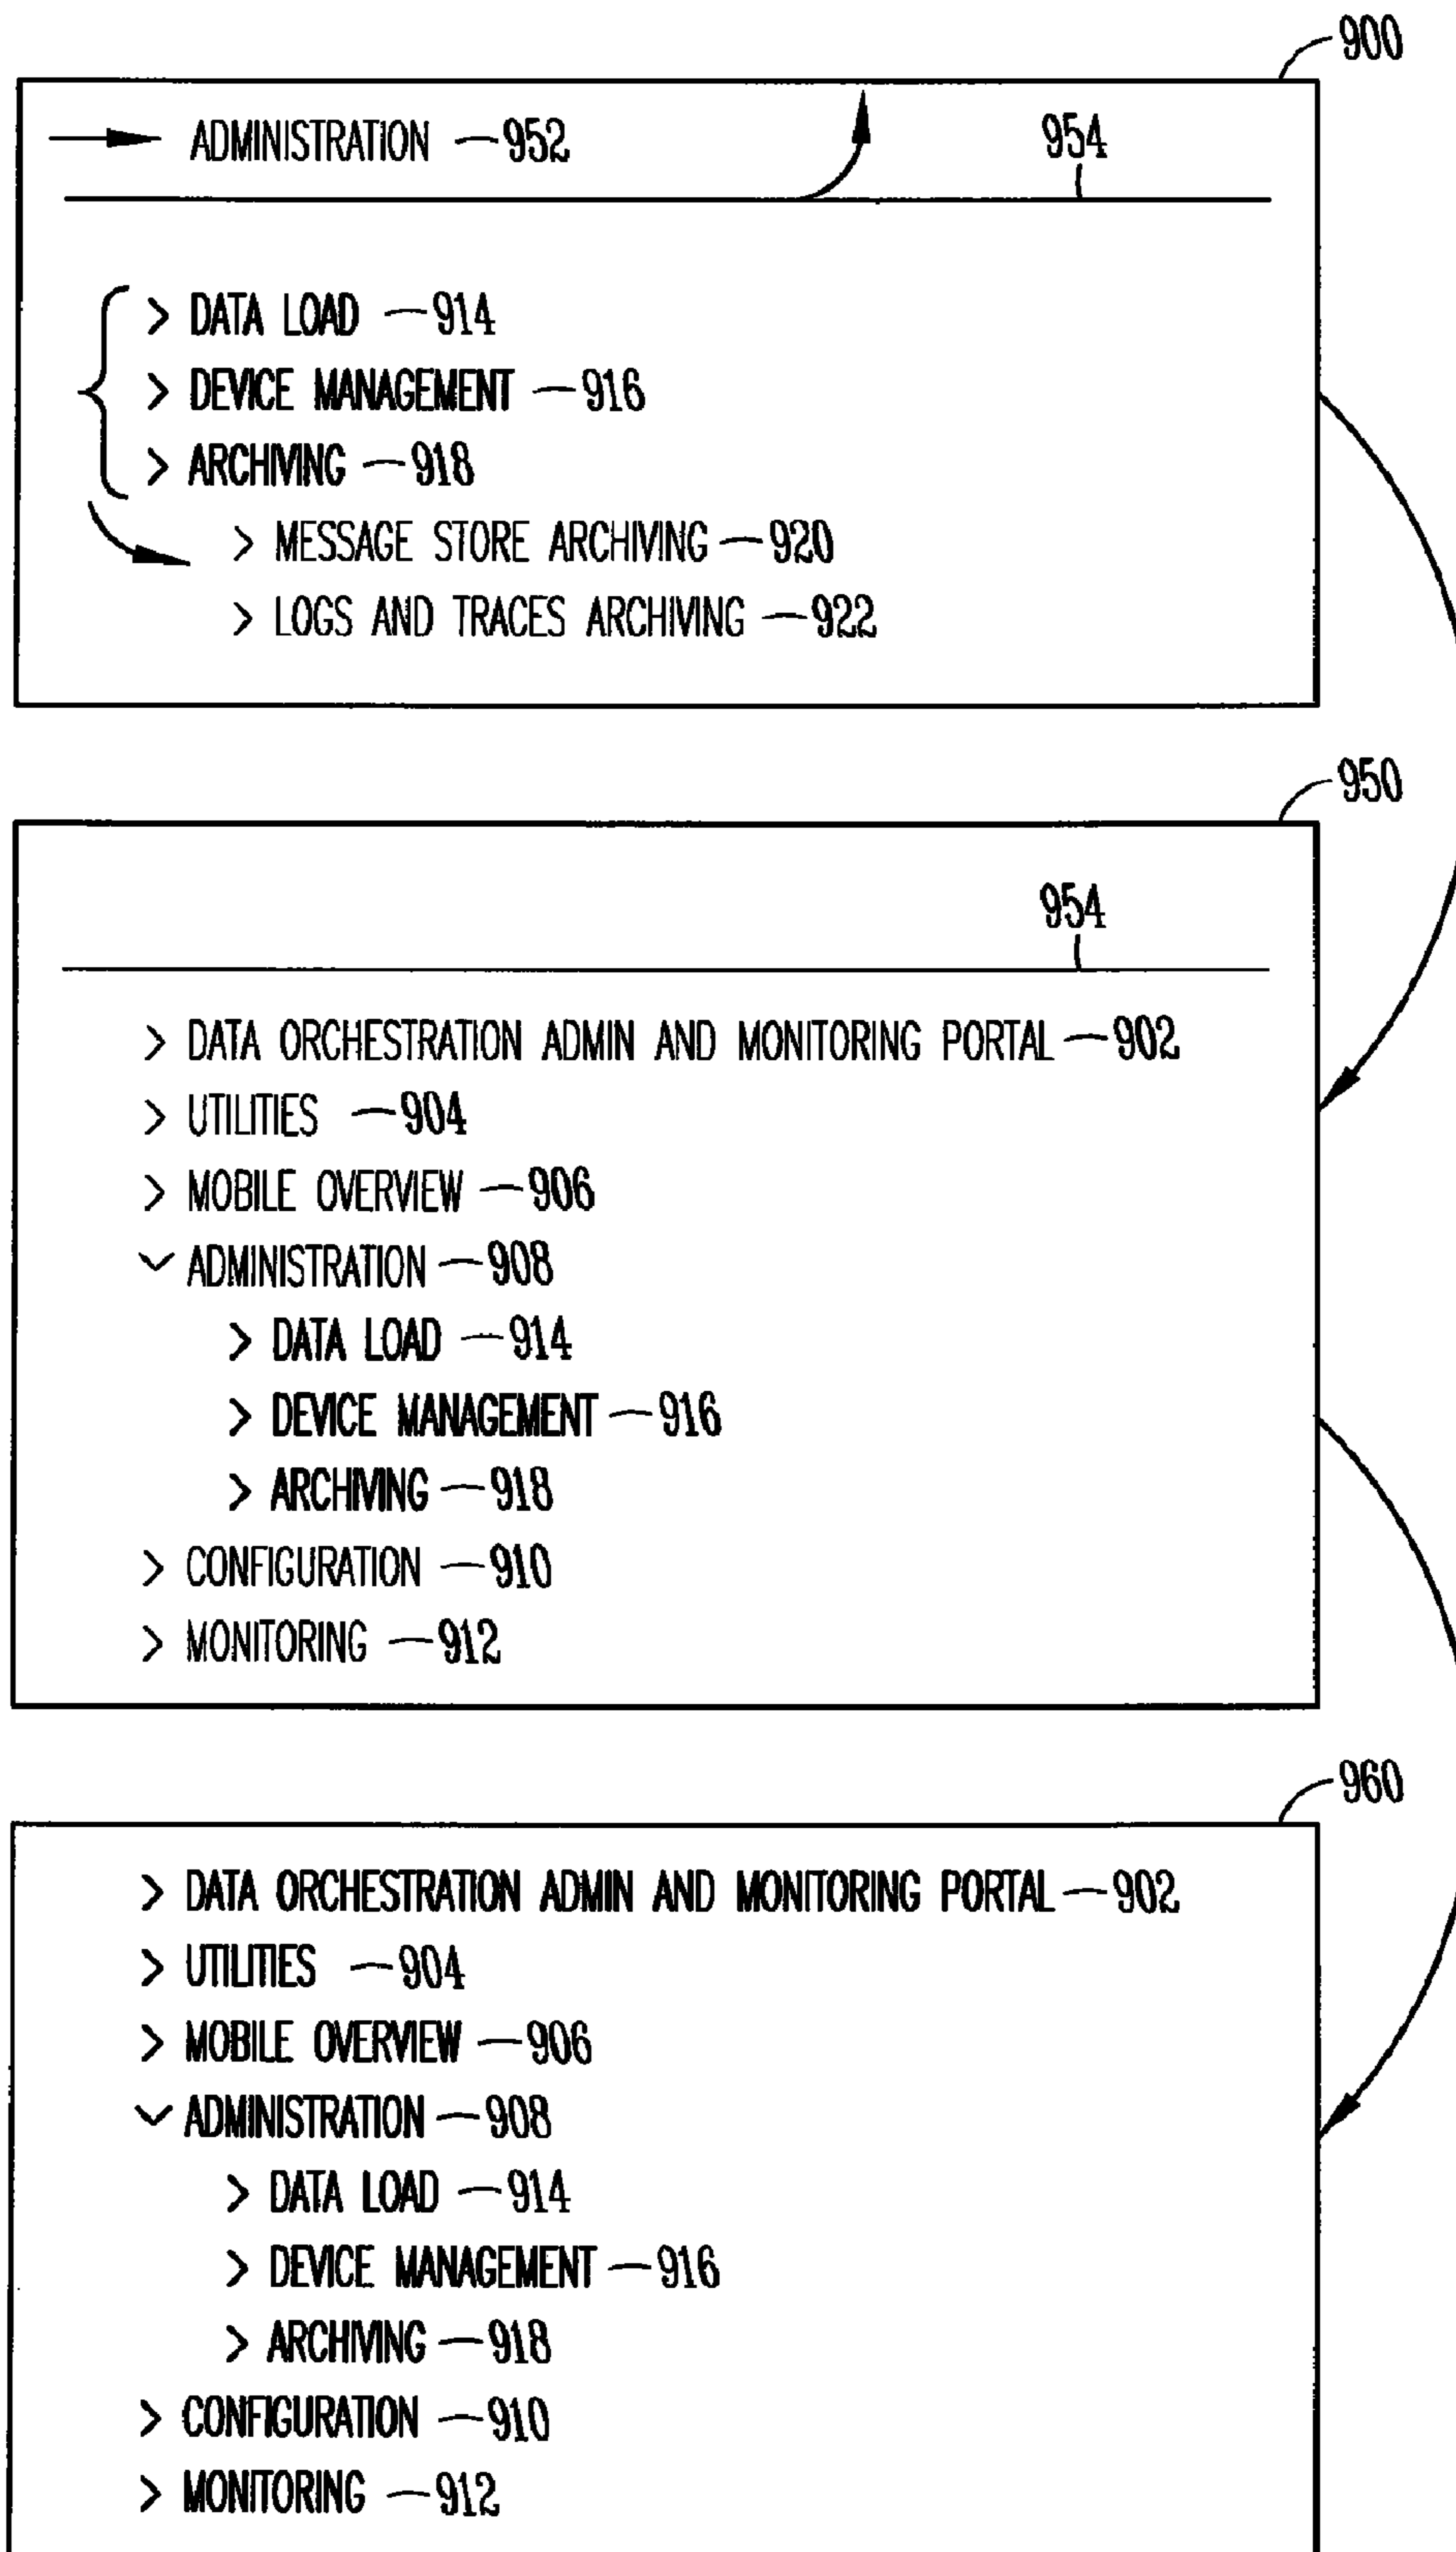 900
ADMINISTRATION 952
954
> DATA LOAD 914
> DEVICE MANAGEMENT 916
> ARCHIVING 918
> MESSAGE STORE ARCHIVING 920
> LOGS AND TRACES ARCHIVING 922
950
954
> DATA ORCHESTRATION ADMIN AND MONITORING PORTAL 902
> UTILITIES 904
> MOBILE OVERVIEW 906
ADMINISTRATION 908
> DATA LOAD 914
> DEVICE MANAGEMENT 916
> ARCHIVING 918
> CONFIGURATION 910
> MONITORING 912
960
> DATA ORCHESTRATION ADMIN AND MONITORING PORTAL 902
> UTILITIES 904
> MOBILE OVERVIEW 906
ADMINISTRATION 908
> DATA LOAD 914
> DEVICE MANAGEMENT 916
> ARCHIVING 918
> CONFIGURATION 910
> MONITORING 912